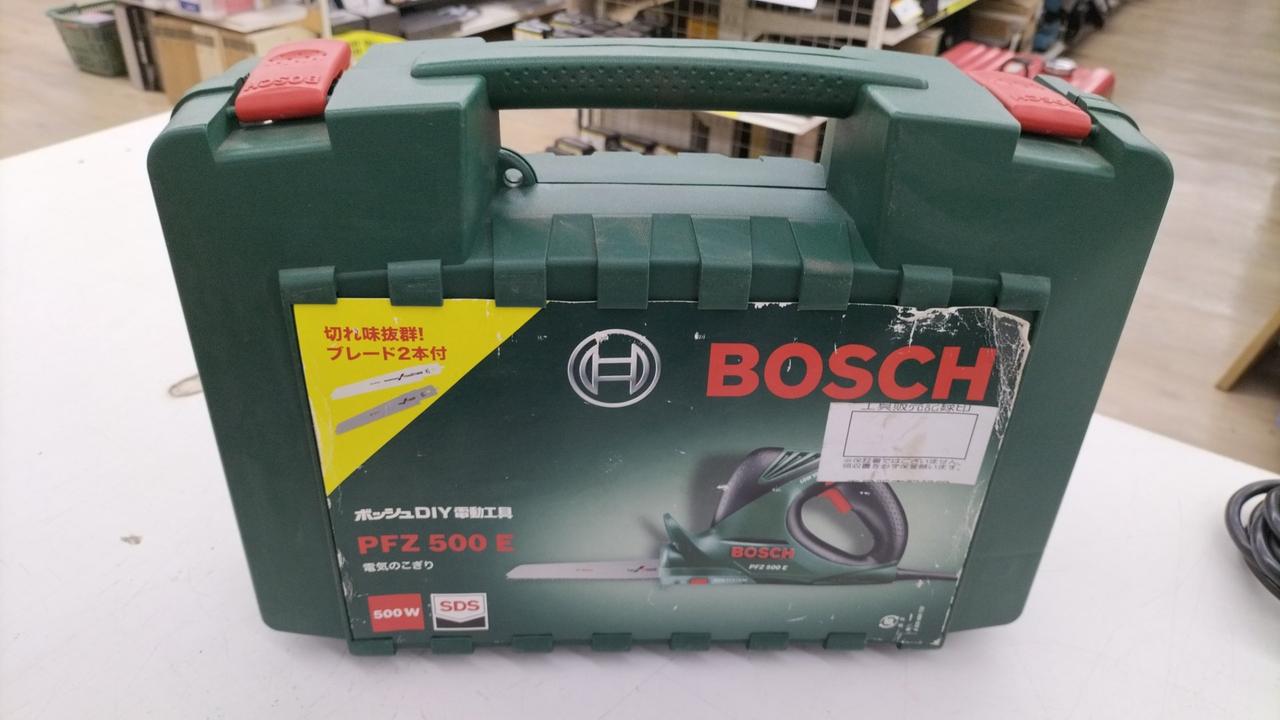 BOSCH
BOSCH
切れ味抜群!
ブレード2本付
BOSCH
ボッシュDIY電動工具
PFZ 500 E
電気のこぎり
500W
SDS
BOSCH
PFZ 500 E